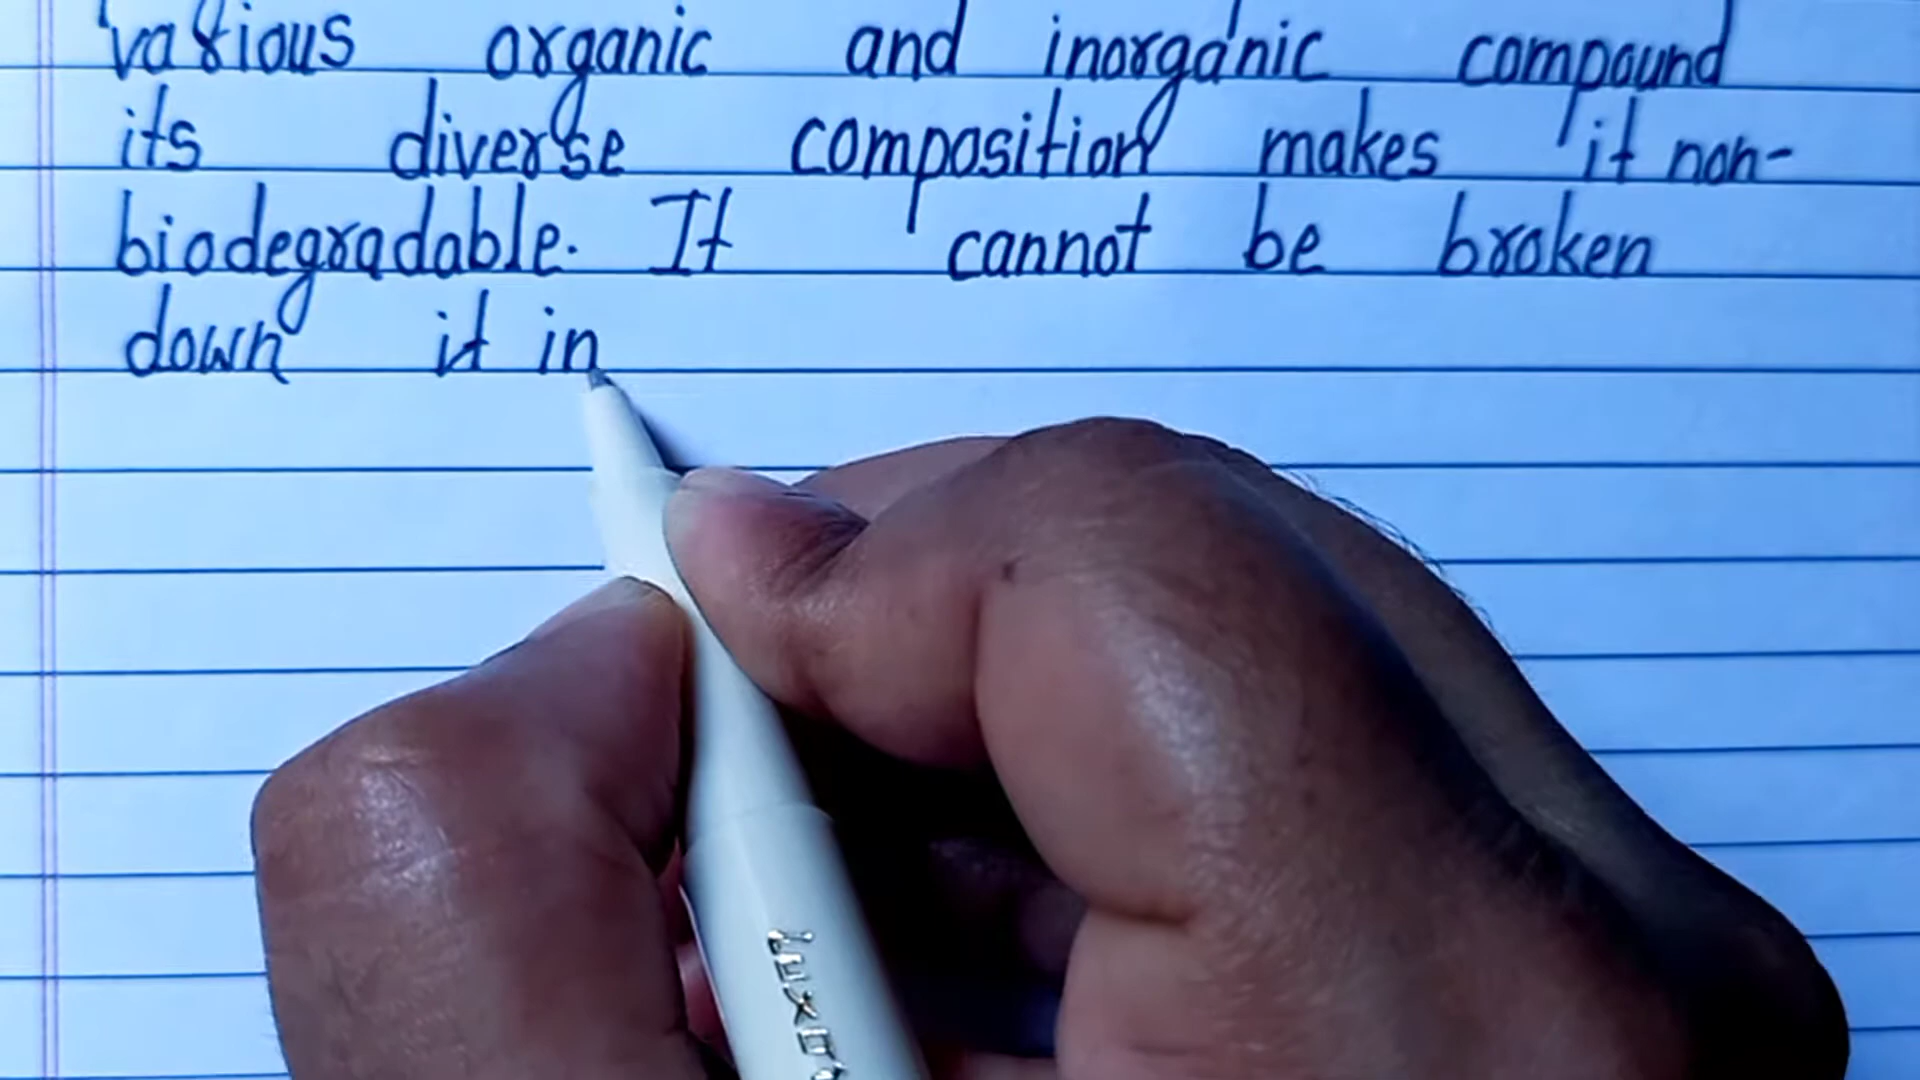 various organic and inorganic compound
its diverse composition makes it non-
biodegradable. It cannot be broken
down it in
Luxor